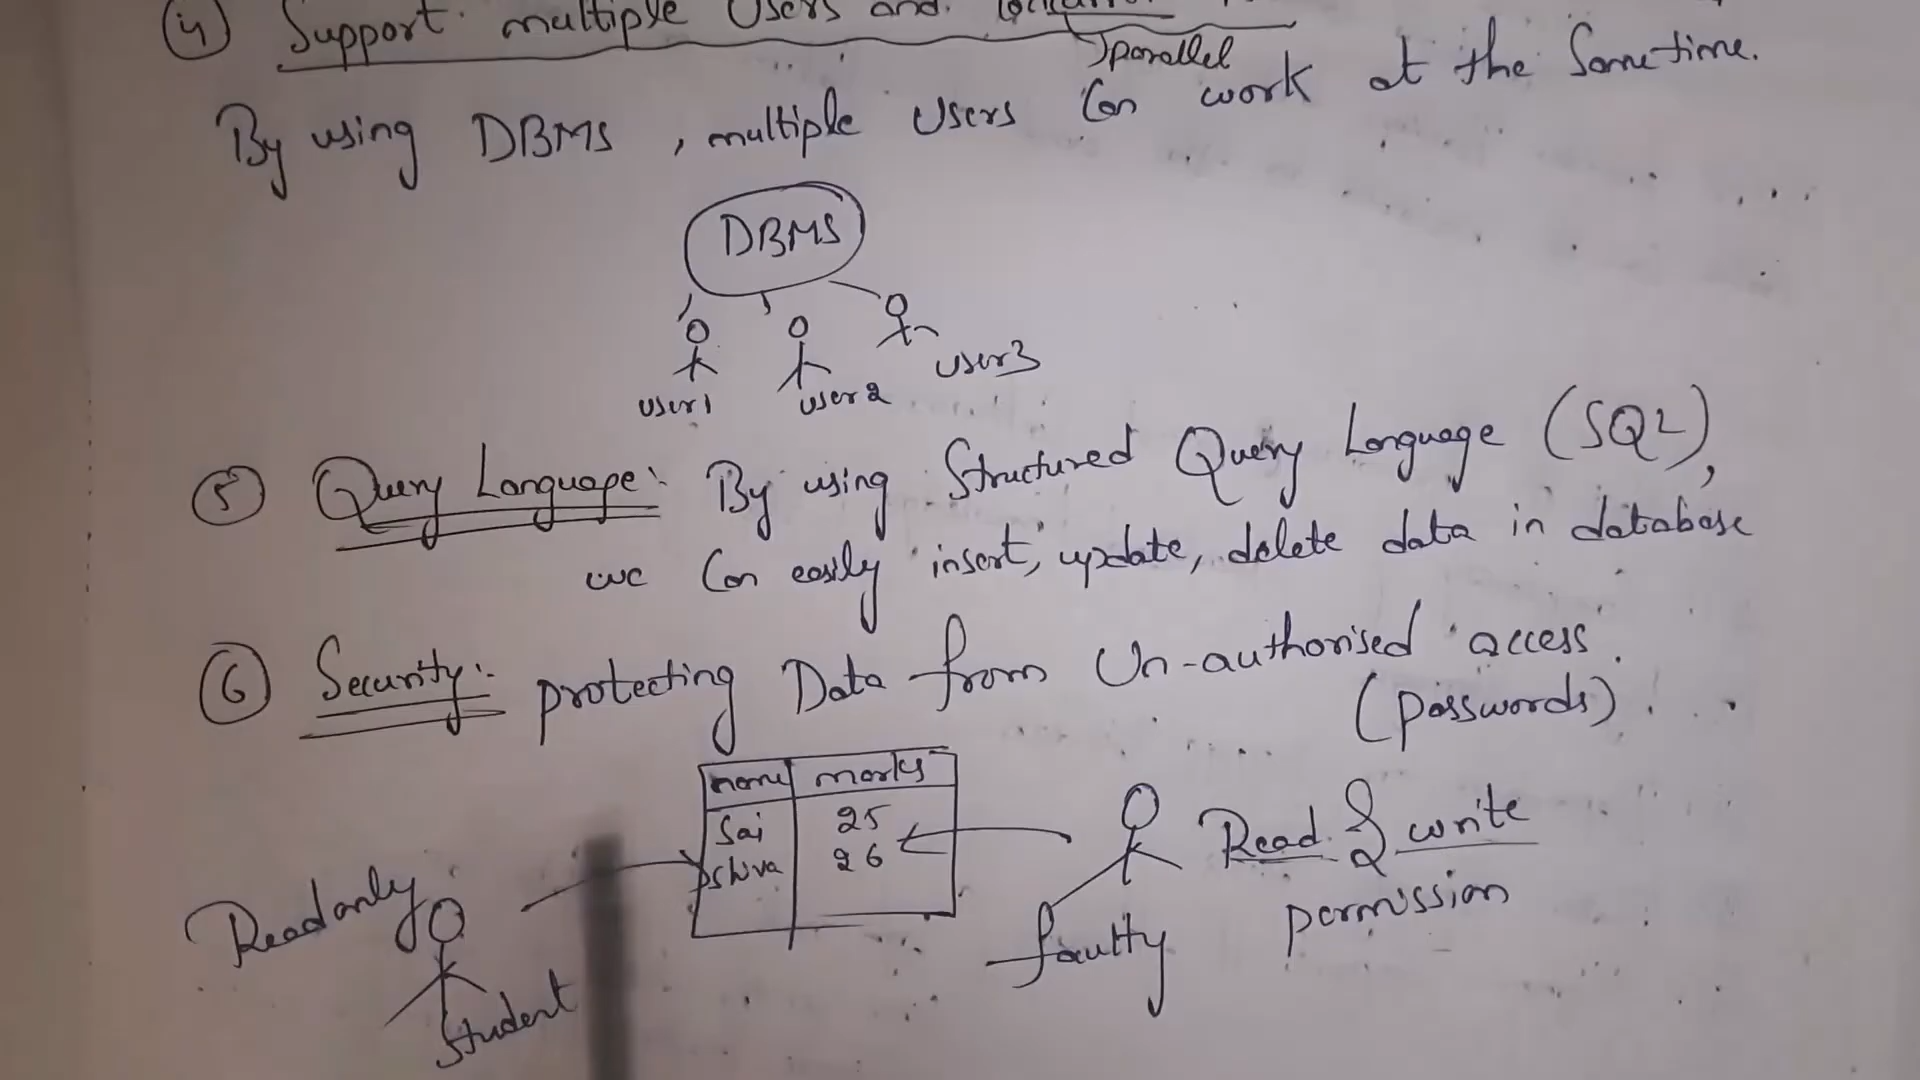 ④ Support multiple Users and
→ parallel
By using DBMS, multiple users can work at the Same time.
DBMS
user1 user2 user3
⑤ Query Language: By using Structured Query Language (SQL),
we can easily insert, update, delete data in database
⑥ Security: protecting Data from Un-authorised access.
(passwords).
name marks
Sai 25
shiva 26
Read only
Student
Read & write
permission
faulty